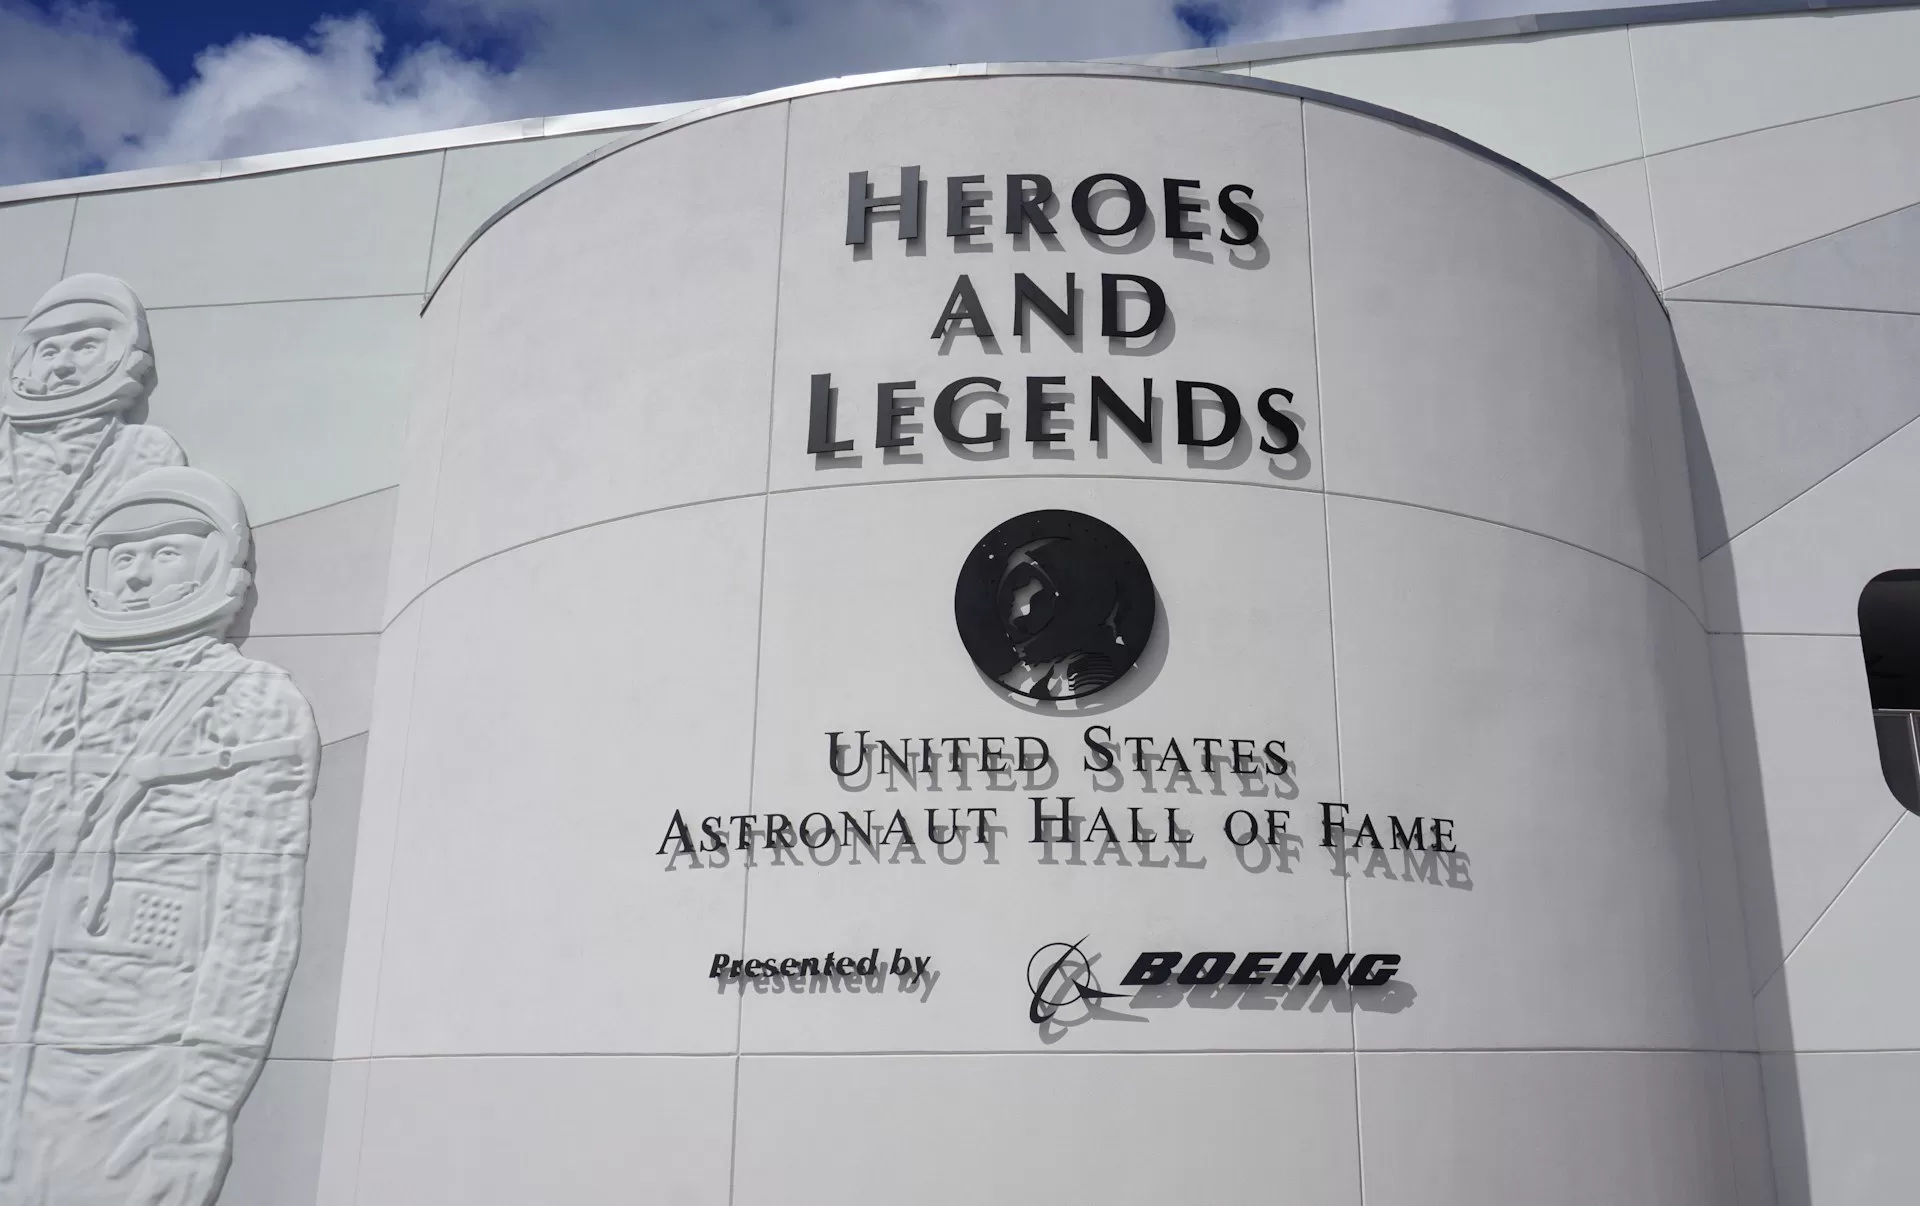 HEROES
AND
LEGENDS
UNITED STATES
ASTRONAUT HALL OF FAME
Presented by BOEING